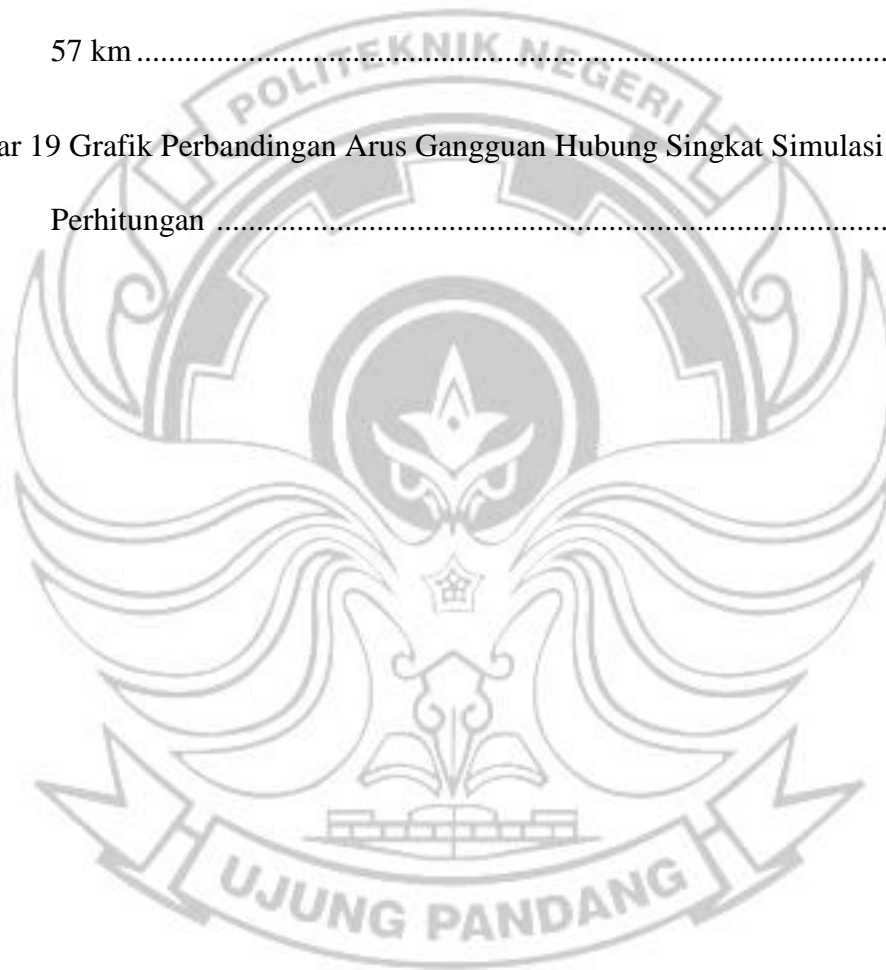 57 km ....................................................................................
POLITEKNIK NEGERI
ar 19 Grafik Perbandingan Arus Gangguan Hubung Singkat Simulasi
Perhitungan ....................................................................................
UJUNG PANDANG